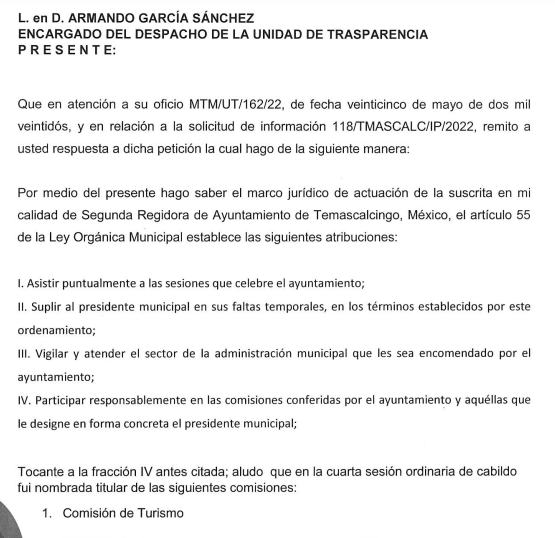 L. en D. ARMANDO GARCÍA SÁNCHEZ
ENCARGADO DEL DESPACHO DE LA UNIDAD DE TRASPARENCIA
P R E S E N T E:
Que en atención a su oficio MTM/UT/162/22, de fecha veinticinco de mayo de dos mil
veintidós, y en relación a la solicitud de información 118/TMASCALC/IP/2022, remito a
usted respuesta a dicha petición la cual hago de la siguiente manera:
Por medio del presente hago saber el marco jurídico de actuación de la suscrita en mi
calidad de Segunda Regidora de Ayuntamiento de Temascalcingo, México, el artículo 55
de la Ley Orgánica Municipal establece las siguientes atribuciones:
I. Asistir puntualmente a las sesiones que celebre el ayuntamiento;
II. Suplir al presidente municipal en sus faltas temporales, en los términos establecidos por este
ordenamiento;
III. Vigilar y atender el sector de la administración municipal que les sea encomendado por el
ayuntamiento;
IV. Participar responsablemente en las comisiones conferidas por el ayuntamiento y aquéllas que
le designe en forma concreta el presidente municipal;
Tocante a la fracción IV antes citada; aludo que en la cuarta sesión ordinaria de cabildo
fui nombrada titular de las siguientes comisiones:
1. Comisión de Turismo